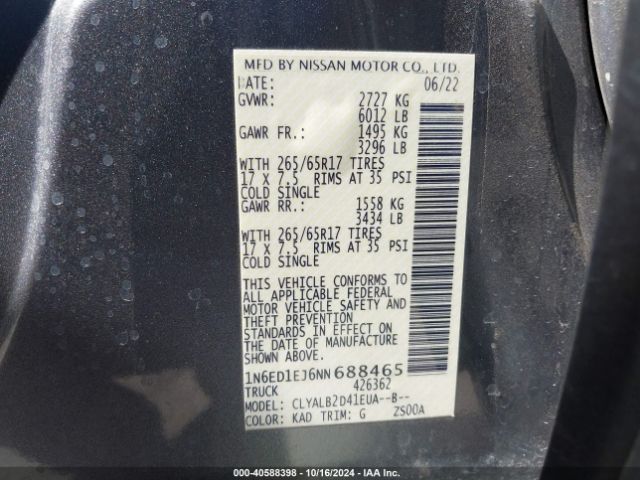 MFD BY NISSAN MOTOR CO., LTD.
DATE: 06/22
GVWR: 2727 KG
6012 LB
GAWR FR.: 1495 KG
3296 LB
WITH 265/65R17 TIRES
17 X 7.5 RIMS AT 35 PSI
COLD SINGLE
GAWR RR.: 1558 KG
3434 LB
WITH 265/65R17 TIRES
17 X 7.5 RIMS AT 35 PSI
COLD SINGLE
THIS VEHICLE CONFORMS TO
ALL APPLICABLE FEDERAL
MOTOR VEHICLE SAFETY AND
THEFT PREVENTION
STANDARDS IN EFFECT ON
THE DATE OF MANUFACTURE
SHOWN ABOVE.
1N6ED1EJ6NN688465
TRUCK 426362
MODEL: CLYALB2D41EUA--B--
COLOR: KAD TRIM: G ZS00A
000-40588398 - 10/16/2024 - IAA Inc.